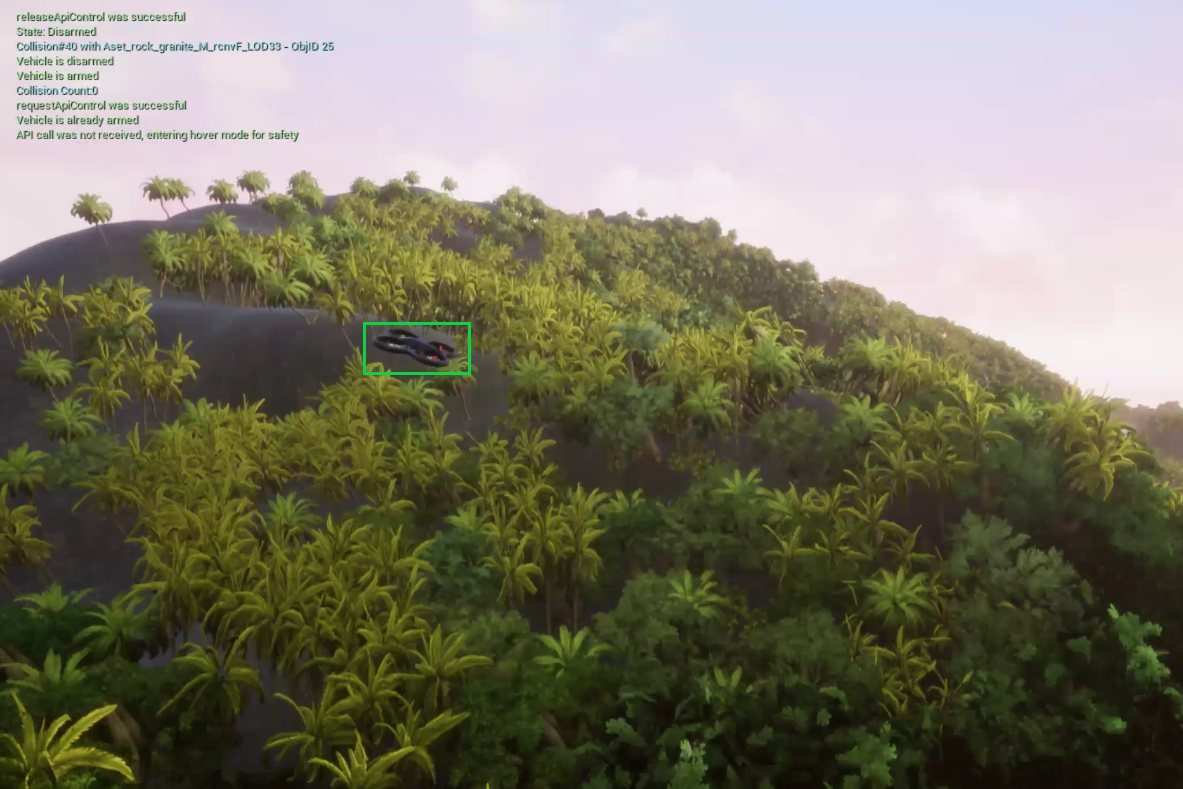 releaseApiControl was successful
State: Disarmed
Collision#40 with Aset_rock_granite_M_rcnvF_LOD33 - ObjID 25
Vehicle is disarmed
Vehicle is armed
Collision Count:0
requestApiControl was successful
Vehicle is already armed
API call was not received, entering hover mode for safety